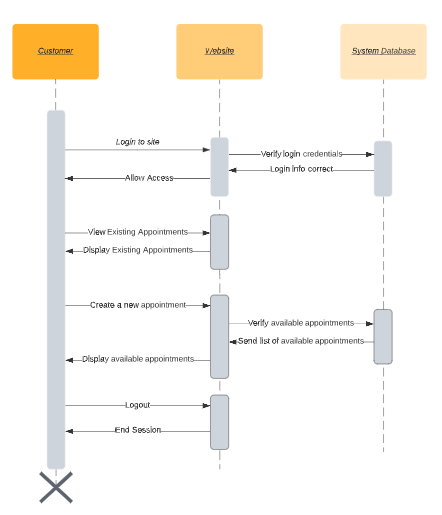 Customer
Website
System Database
Login to site
Verify login credentials
Login info correct
Allow Access
View Existing Appointments
Display Existing Appointments
Create a new appointment
Verify available appointments
Send list of available appointments
Display available appointments
Logout
End Session